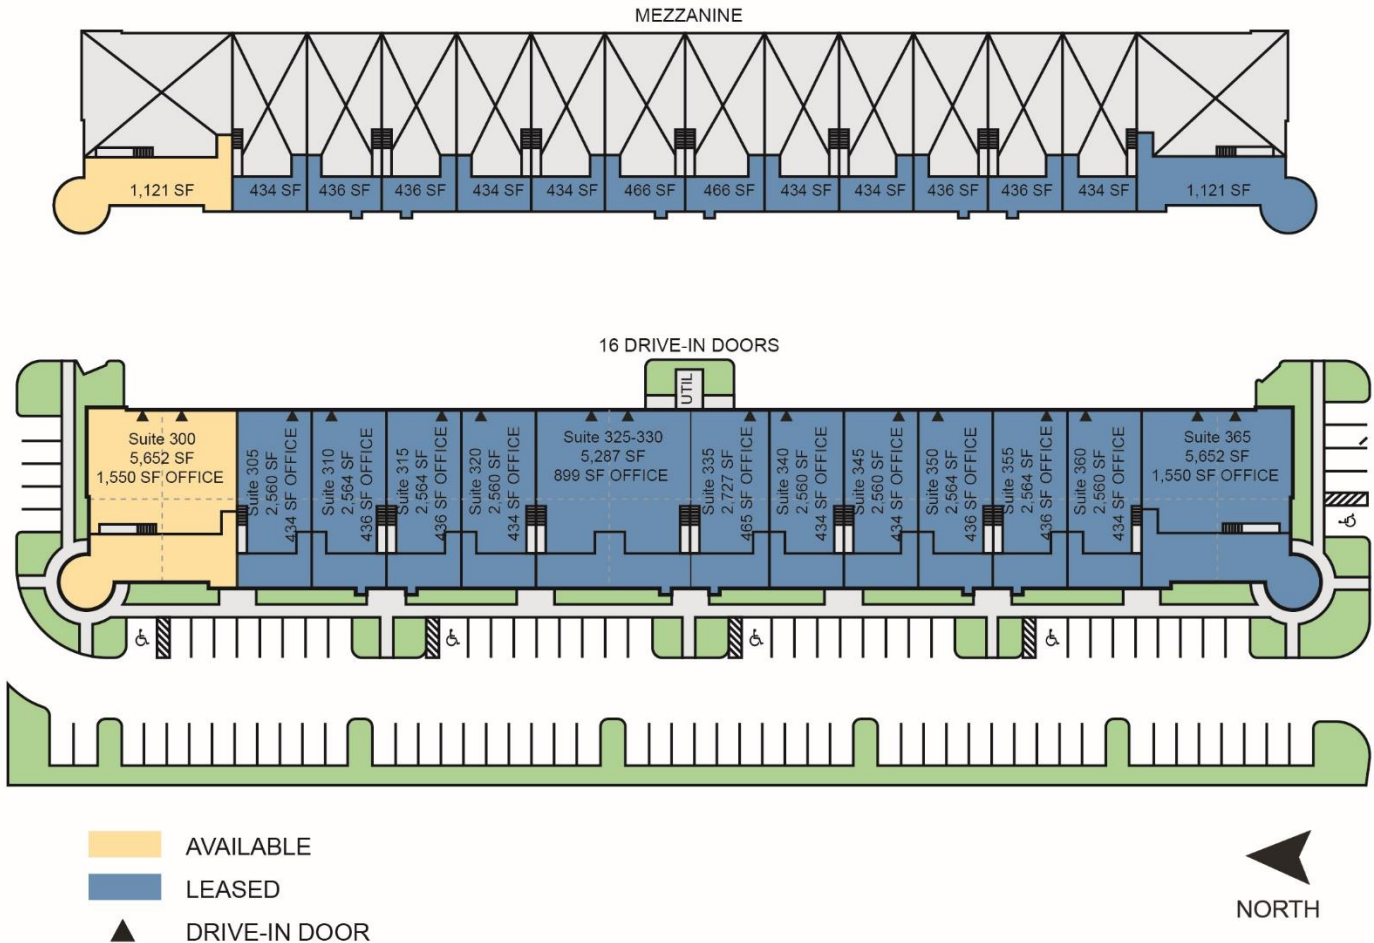 MEZZANINE
1,121 SF
434 SF
436 SF
436 SF
434 SF
434 SF
466 SF
466 SF
434 SF
434 SF
436 SF
436 SF
434 SF
1,121 SF
16 DRIVE-IN DOORS
UTIL
Suite 300
5,652 SF
1,550 SF OFFICE
Suite 305
2,560 SF
434 SF OFFICE
Suite 310
2,564 SF
436 SF OFFICE
Suite 315
2,564 SF
436 SF OFFICE
Suite 320
2,560 SF
434 SF OFFICE
Suite 325-330
5,287 SF
899 SF OFFICE
Suite 335
2,727 SF
465 SF OFFICE
Suite 340
2,560 SF
434 SF OFFICE
Suite 345
2,560 SF
434 SF OFFICE
Suite 350
2,564 SF
436 SF OFFICE
Suite 355
2,564 SF
436 SF OFFICE
Suite 360
2,560 SF
434 SF OFFICE
Suite 365
5,652 SF
1,550 SF OFFICE
AVAILABLE
LEASED
DRIVE-IN DOOR
NORTH